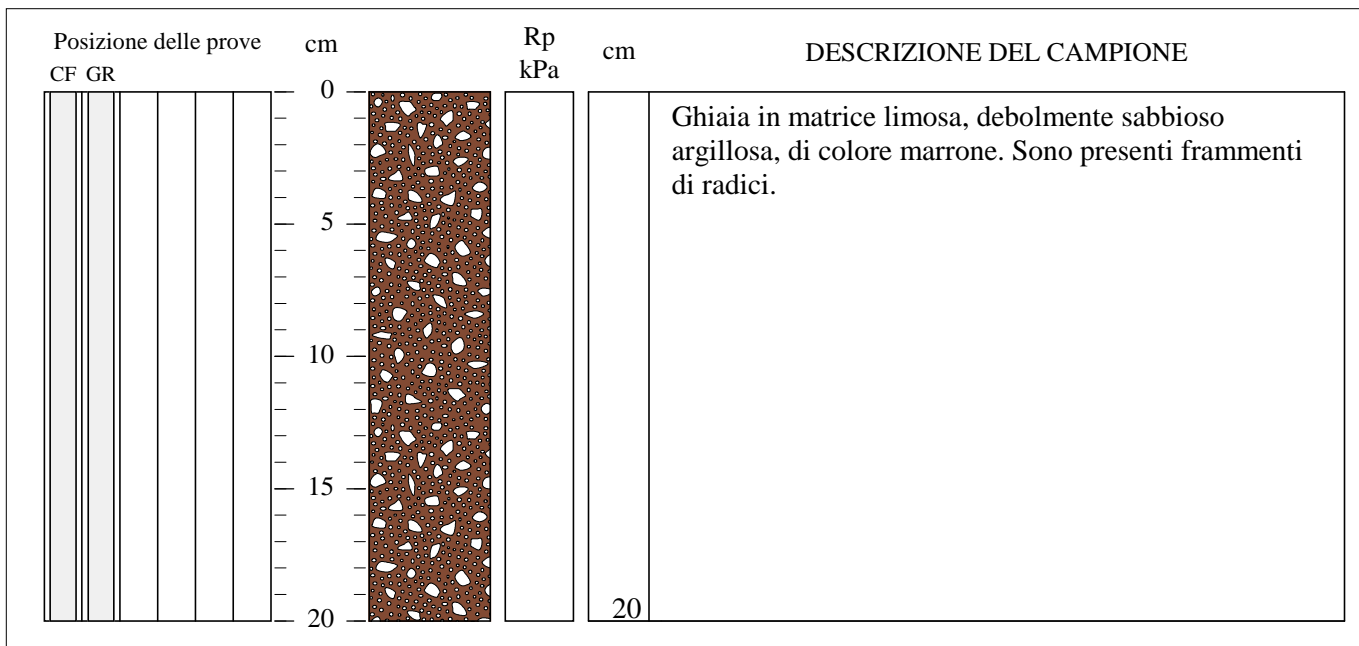 Posizione delle prove
CF GR
cm
Rp
kPa
cm
DESCRIZIONE DEL CAMPIONE
0
5
10
15
20
20
Ghiaia in matrice limosa, debolmente sabbioso
argillosa, di colore marrone. Sono presenti frammenti
di radici.